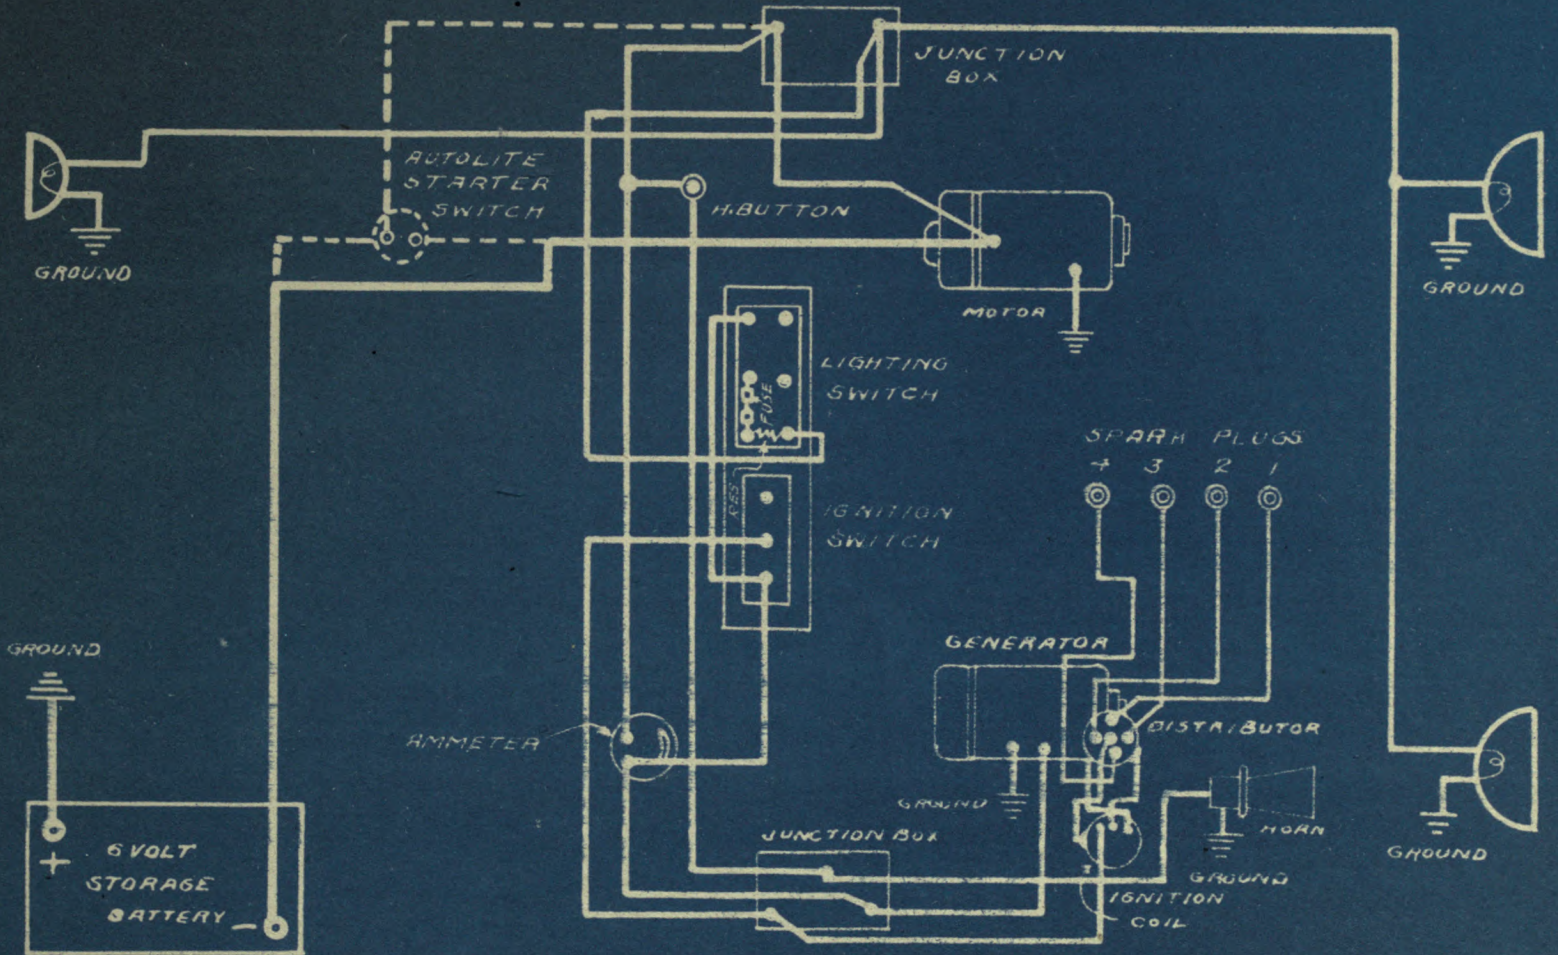 JUNCTION
BOX
AUTOLITE
STARTER
SWITCH
H.BUTTON
GROUND
GROUND
MOTOR
LIGHTING
SWITCH
FUSE
RES
SPARK PLUGS
4 3 2 1
IGNITION
SWITCH
GENERATOR
GROUND
AMMETER
DISTRIBUTOR
GROUND
HORN
JUNCTION BOX
GROUND
GROUND
6 VOLT
STORAGE
BATTERY
+
−
IGNITION
COIL